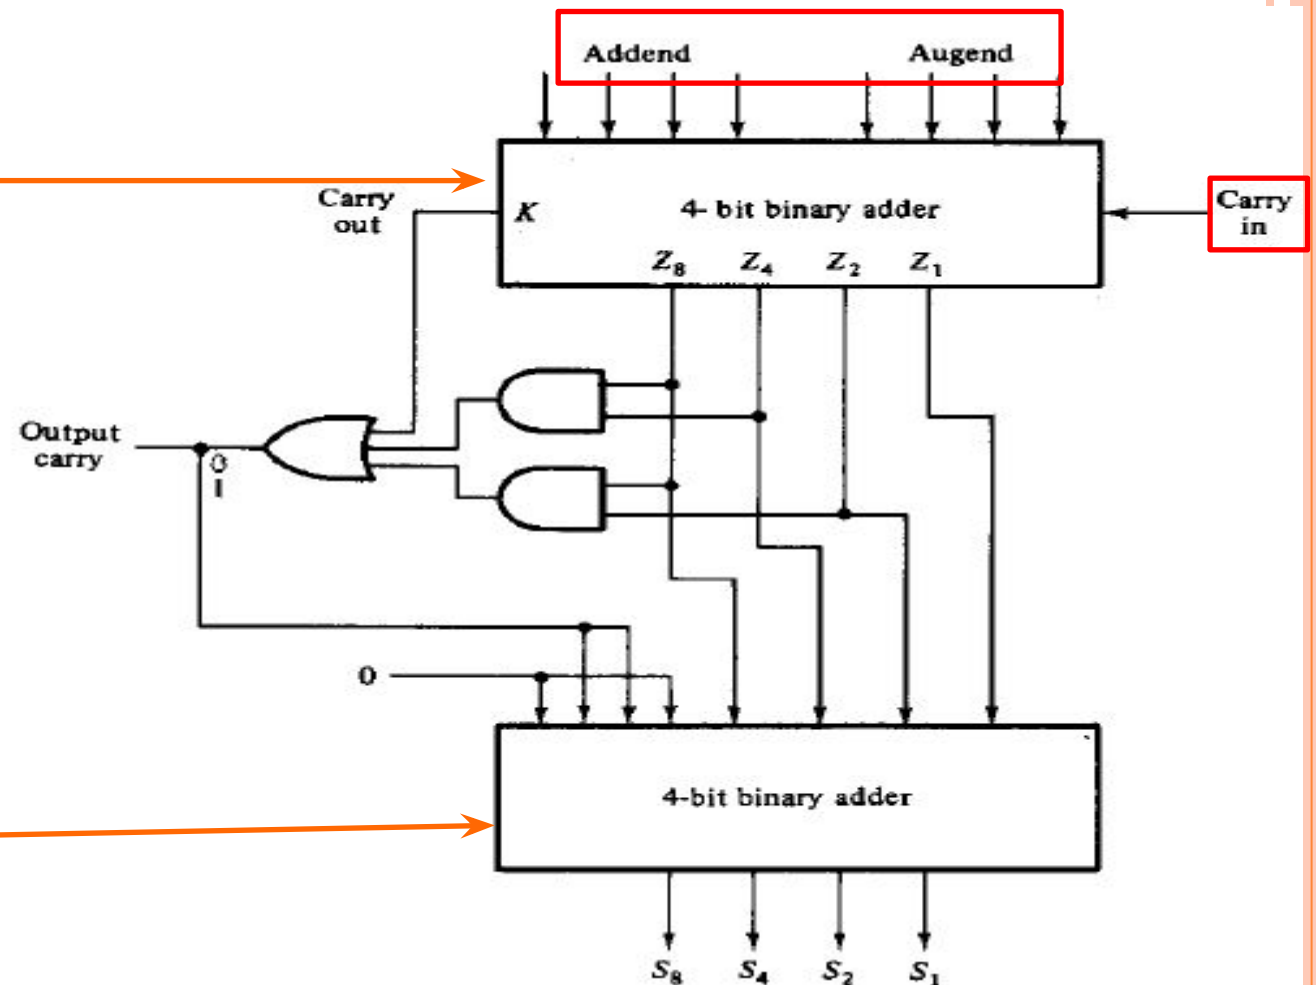 Addend Augend
Carry
out
K 4- bit binary adder
Carry
in
Z8 Z4 Z2 Z1
Output
carry
0
1
0
4-bit binary adder
S8 S4 S2 S1